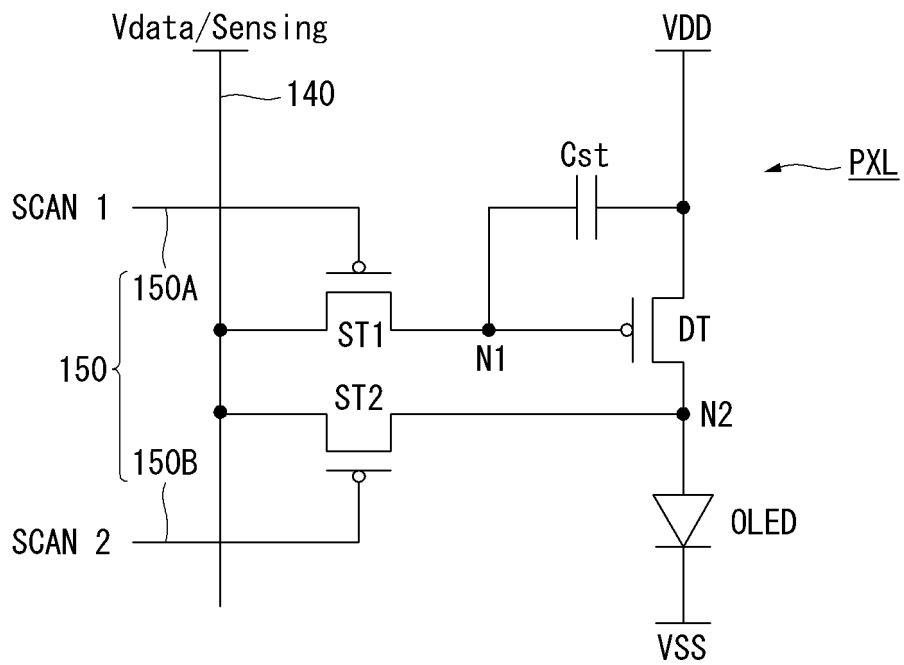 Vdata/Sensing
VDD
140
Cst
PXL
SCAN 1
150A
ST1
N1
DT
150
ST2
N2
150B
OLED
SCAN 2
VSS